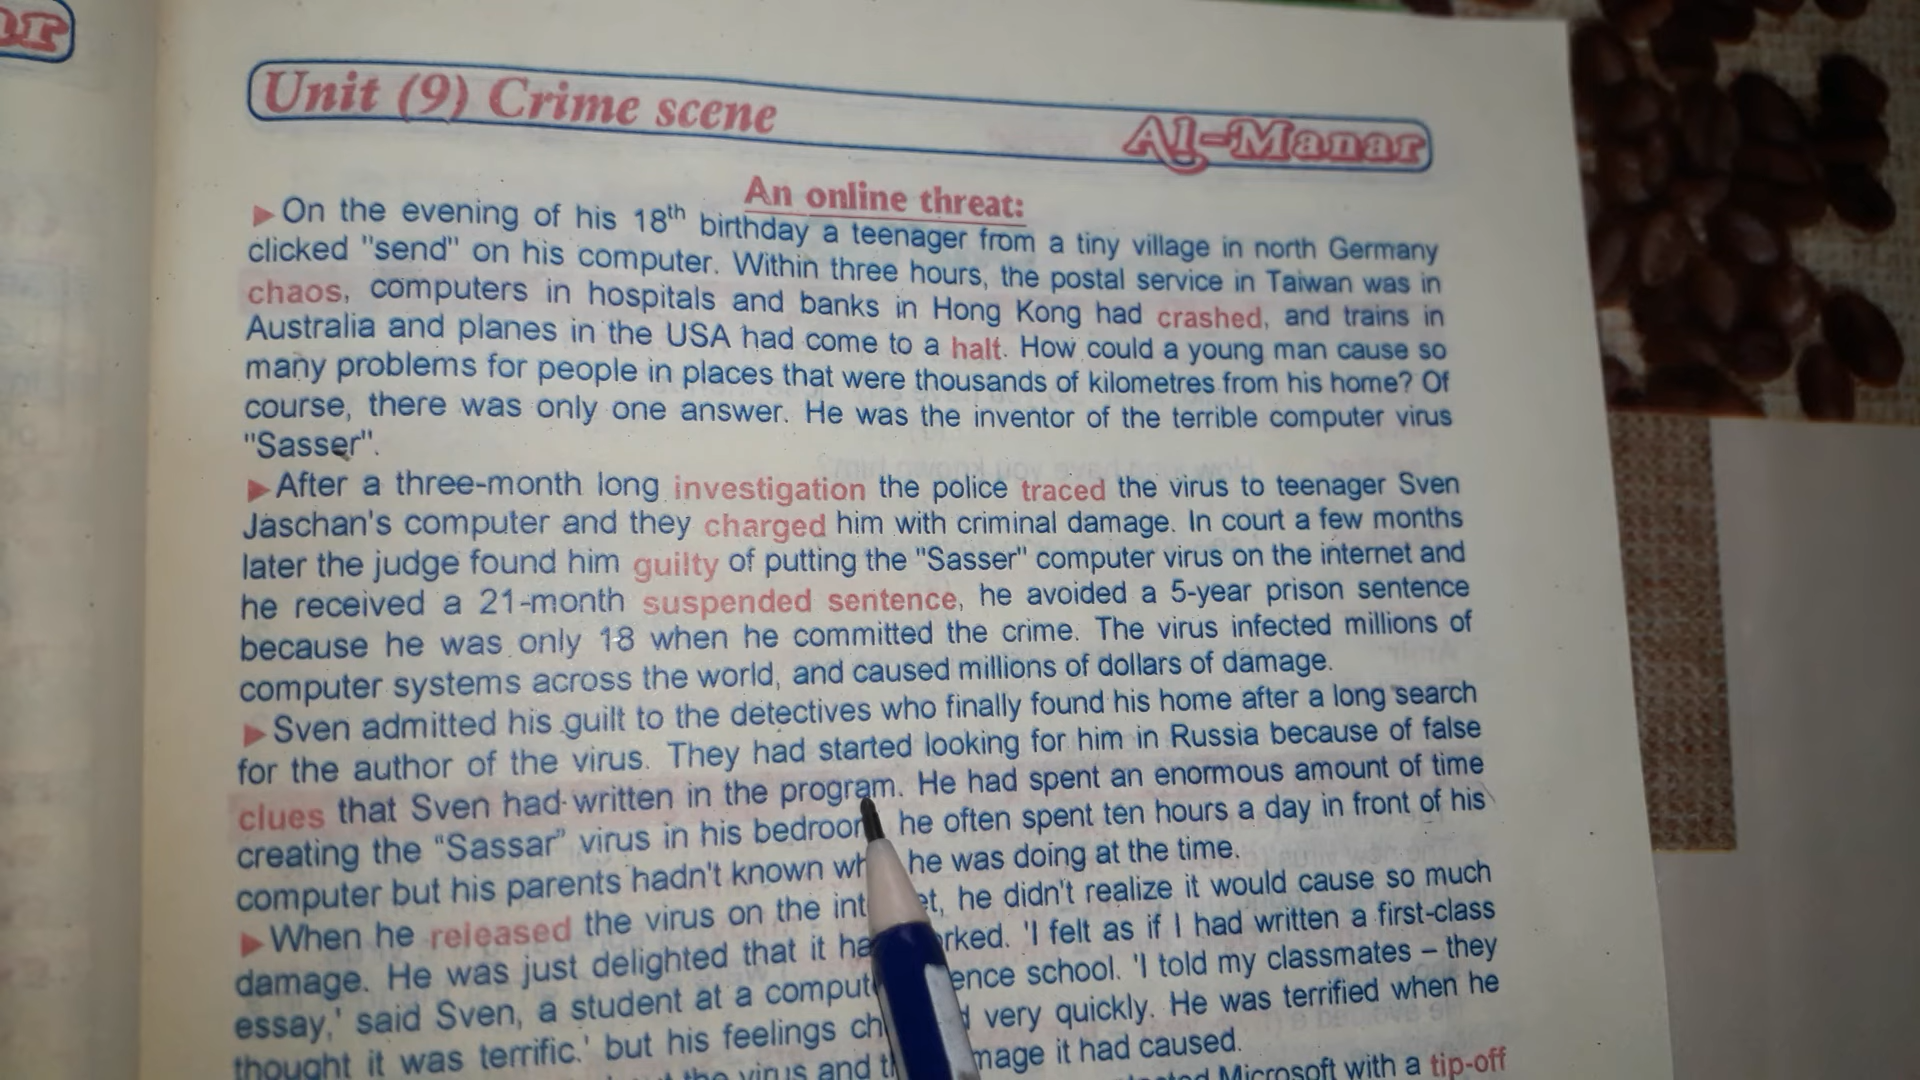 ar
Unit (9) Crime scene
Al-Manar
An online threat:
On the evening of his 18th birthday a teenager from a tiny village in north Germany
clicked "send" on his computer. Within three hours, the postal service in Taiwan was in
chaos, computers in hospitals and banks in Hong Kong had crashed, and trains in
Australia and planes in the USA had come to a halt. How could a young man cause so
many problems for people in places that were thousands of kilometres from his home? Of
course, there was only one answer. He was the inventor of the terrible computer virus
"Sasser".
After a three-month long investigation the police traced the virus to teenager Sven
Jaschan's computer and they charged him with criminal damage. In court a few months
later the judge found him guilty of putting the "Sasser" computer virus on the internet and
he received a 21-month suspended sentence, he avoided a 5-year prison sentence
because he was only 18 when he committed the crime. The virus infected millions of
computer systems across the world, and caused millions of dollars of damage.
Sven admitted his guilt to the detectives who finally found his home after a long search
for the author of the virus. They had started looking for him in Russia because of false
clues that Sven had written in the program. He had spent an enormous amount of time
creating the "Sassar" virus in his bedroom he often spent ten hours a day in front of his
computer but his parents hadn't known he was doing at the time.
When he released the virus on the he didn't realize it would cause so much
damage. He was just delighted that it 'I felt as if I had written a first-class
essay,' said Sven, a student at a school. 'I told my classmates – they
thought it was terrific.' but his feelings very quickly. He was terrified when he
the virus and it had caused.
Microsoft with a tip-off